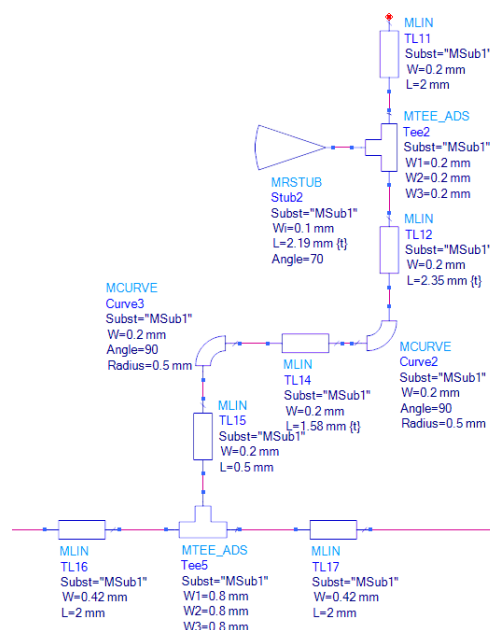 MLIN
TL11
Subst="MSub1"
W=0.2 mm
L=2 mm
MTEE_ADS
Tee2
Subst="MSub1"
W1=0.2 mm
W2=0.2 mm
W3=0.2 mm
MRSTUB
Stub2
Subst="MSub1"
Wi=0.1 mm
L=2.19 mm {t}
Angle=70
MLIN
TL12
Subst="MSub1"
W=0.2 mm
L=2.35 mm {t}
MCURVE
Curve3
Subst="MSub1"
W=0.2 mm
Angle=90
Radius=0.5 mm
MCURVE
Curve2
Subst="MSub1"
W=0.2 mm
Angle=90
Radius=0.5 mm
MLIN
TL14
Subst="MSub1"
W=0.2 mm
L=1.58 mm {t}
MLIN
TL15
Subst="MSub1"
W=0.2 mm
L=0.5 mm
MLIN
TL16
Subst="MSub1"
W=0.42 mm
L=2 mm
MTEE_ADS
Tee5
Subst="MSub1"
W1=0.8 mm
W2=0.8 mm
W3=0.8 mm
MLIN
TL17
Subst="MSub1"
W=0.42 mm
L=2 mm